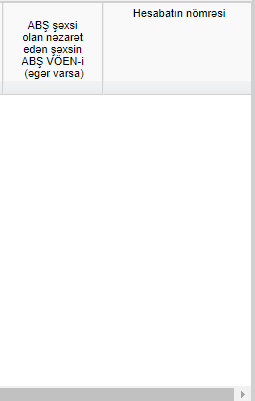 ABŞ şəxsi
olan nəzarət
edən şəxsin
ABŞ VÖEN-i
(əgər varsa)
Hesabatın nömrəsi